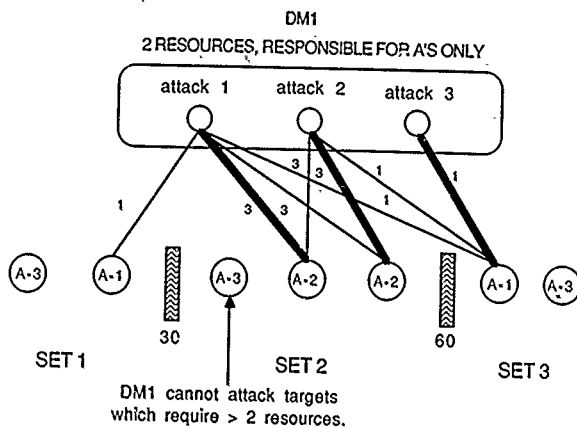 DM1
2 RESOURCES, RESPONSIBLE FOR A'S ONLY
attack 1 attack 2 attack 3
3 3 1 1
1 3 3 1
A-3 A-1 A-3 A-2 A-2 A-1 A-3
30 60
SET 1 SET 2 SET 3
DM1 cannot attack targets
which require > 2 resources.